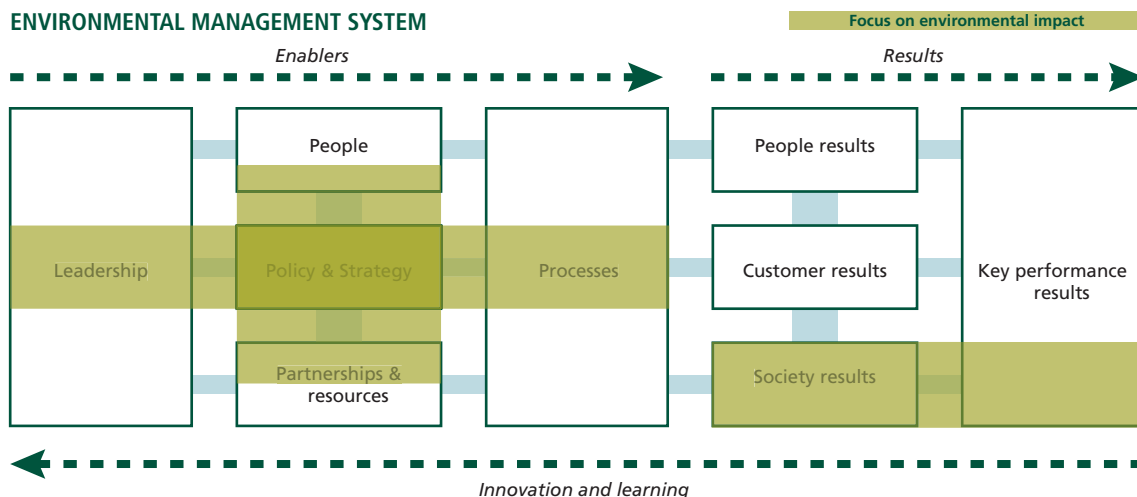 ENVIRONMENTAL MANAGEMENT SYSTEM
Focus on environmental impact
Enablers
Results
People
People results
Leadership
Policy & Strategy
Processes
Customer results
Key performance
results
Partnerships &
resources
Society results
Innovation and learning